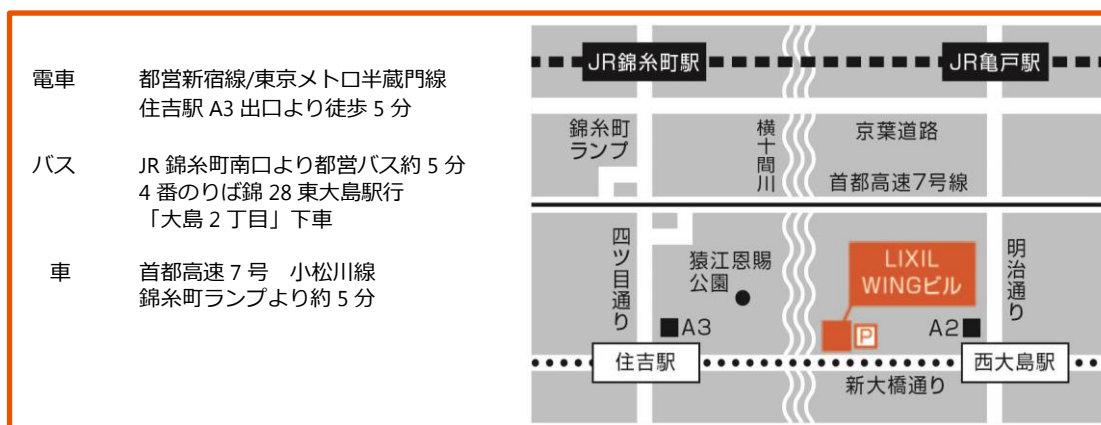 電車 都営新宿線/東京メトロ半蔵門線
住吉駅 A3 出口より徒歩 5 分
バス JR 錦糸町南口より都営バス約 5 分
4 番のりば錦 28 東大島駅行
「大島 2 丁目」下車
車 首都高速 7 号 小松川線
錦糸町ランプより約 5 分
JR錦糸町駅
JR亀戸駅
錦糸町
ランプ
横十間川
京葉道路
首都高速7号線
四ツ目通り
猿江恩賜
公園
LIXIL
WINGビル
明治通り
A3
P
A2
住吉駅
西大島駅
新大橋通り